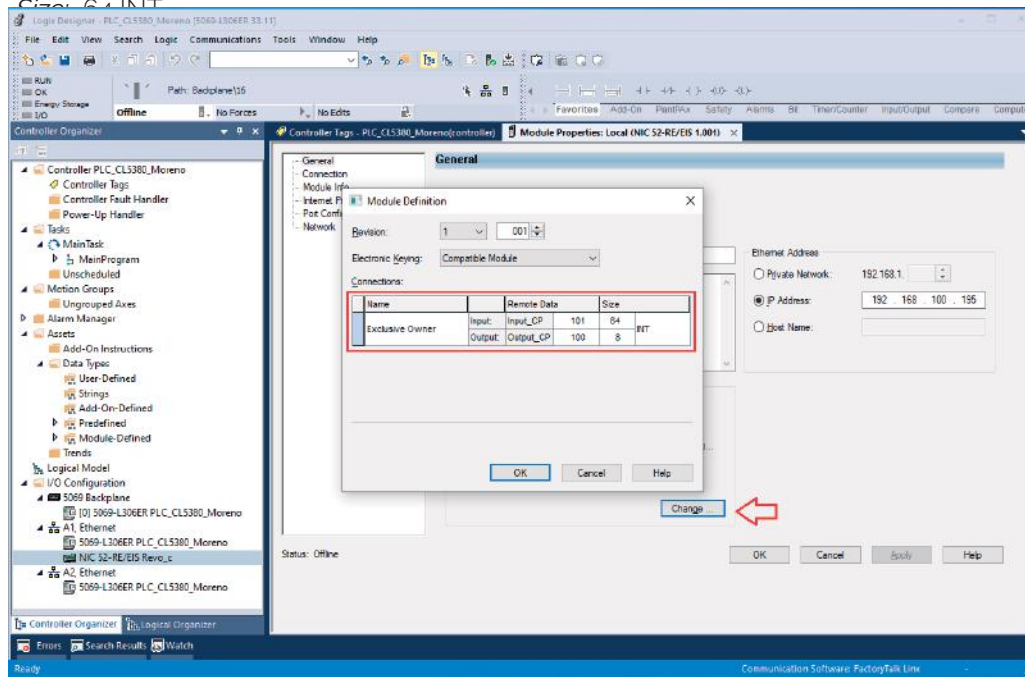 Size: 64 INT
Logix Designer - PLC_CL5380_Moreno [5069-L306ER 33.11]
File Edit View Search Logic Communications Tools Window Help
RUN
OK
Energy Storage
I/O
Path: Backplane\16
Offline
No Forces
No Edits
Favorites Add-On PlantPAx Safety Alarms Bit Timer/Counter Input/Output Compare Comput
Controller Organizer
Controller Tags - PLC_CL5380_Moreno(controller)
Module Properties: Local (NIC 52-RE/EIS 1.001)
Controller PLC_CL5380_Moreno
Controller Tags
Controller Fault Handler
Power-Up Handler
Tasks
MainTask
MainProgram
Unscheduled
Motion Groups
Ungrouped Axes
Alarm Manager
Assets
Add-On Instructions
Data Types
User-Defined
Strings
Add-On-Defined
Predefined
Module-Defined
Trends
Logical Model
I/O Configuration
5069 Backplane
[0] 5069-L306ER PLC_CL5380_Moreno
A1, Ethernet
5069-L306ER PLC_CL5380_Moreno
NIC 52-RE/EIS Revo_c
A2, Ethernet
5069-L306ER PLC_CL5380_Moreno
General
Connection
Module Info
Internet P
Port Confi
Network
General
Module Definition
Revision: 1 001
Electronic Keying: Compatible Module
Connections:
Name Remote Data Size
Exclusive Owner
Input: Input_CP 101 64
INT
Output: Output_CP 100 8
OK Cancel Help
Change ...
Ethernet Address
Private Network: 192.168.1.
IP Address: 192 . 168 . 100 . 195
Host Name:
Status: Offline
OK Cancel Apply Help
Controller Organizer
Logical Organizer
Errors Search Results Watch
Ready
Communication Software: FactoryTalk Linx